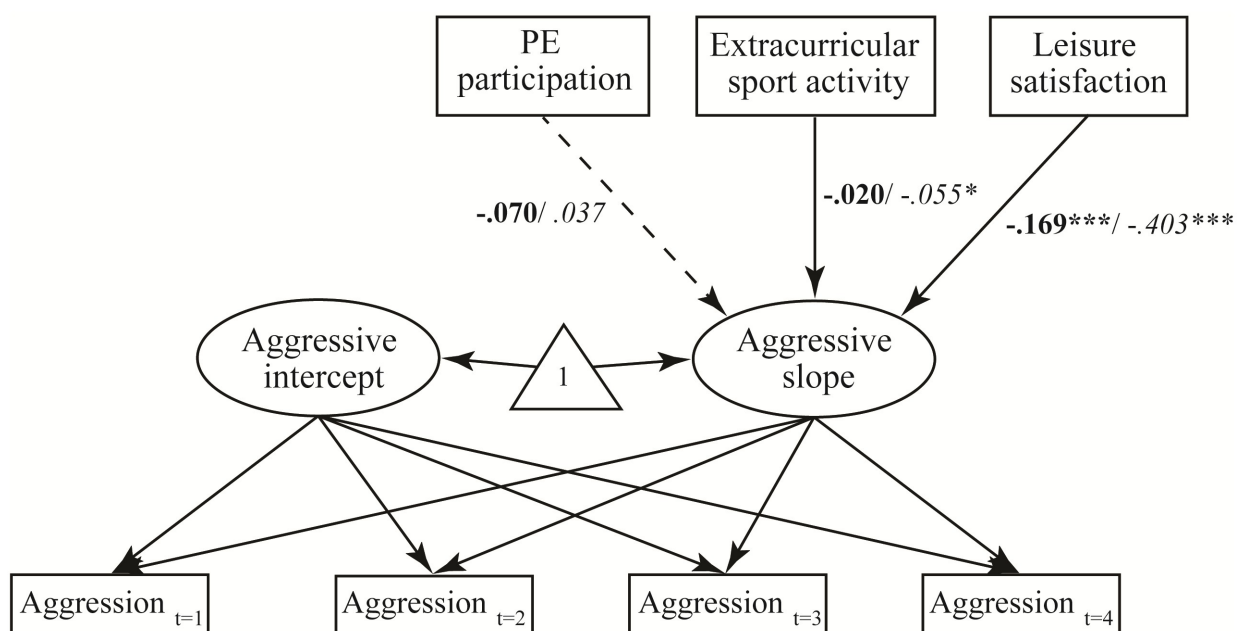 PE
participation
Extracurricular
sport activity
Leisure
satisfaction
-.070/ .037
-.020/ -.055*
-.169***/ -.403***
Aggressive
intercept
1
Aggressive
slope
Aggression t=1
Aggression t=2
Aggression t=3
Aggression t=4